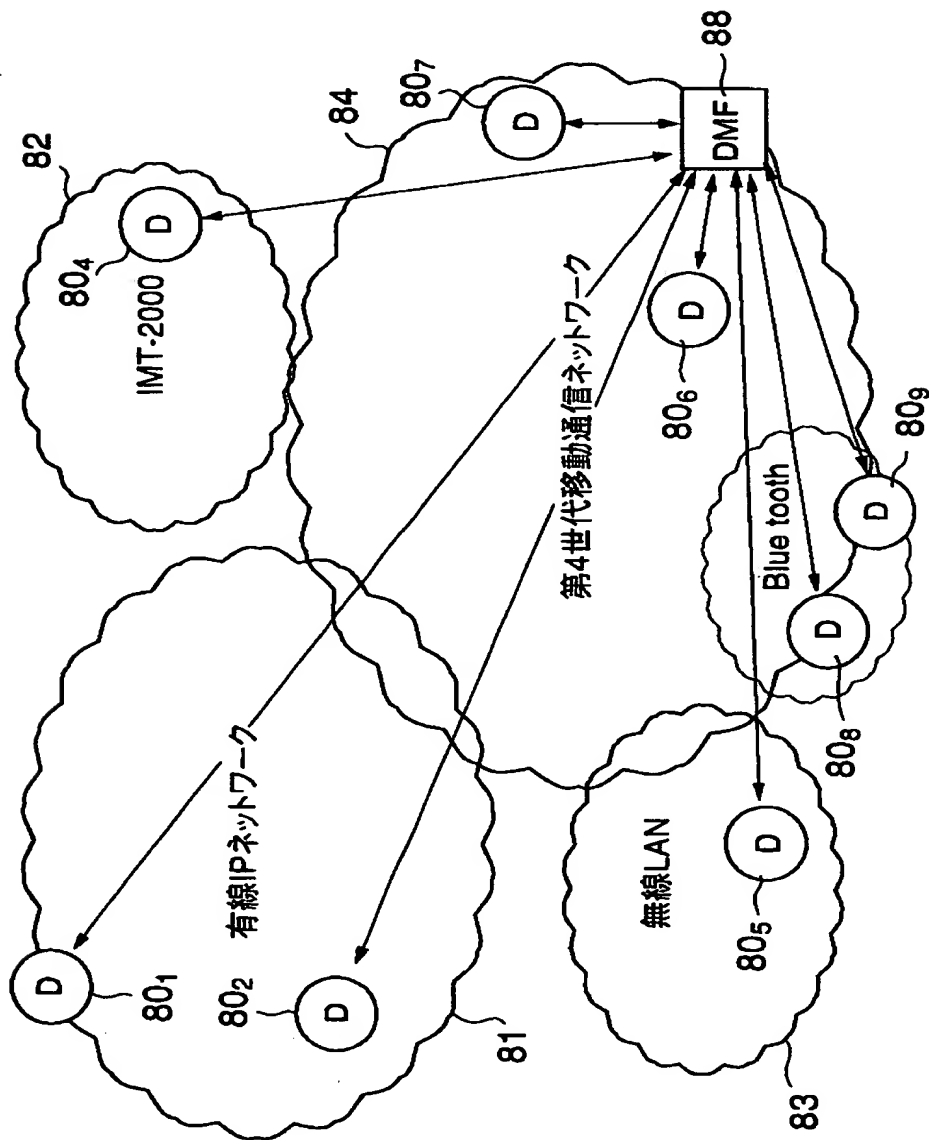 有線IPネットワーク
D
80₁
D
80₂
81
IMT-2000
D
80₄
82
無線LAN
D
80₅
83
第4世代移動通信ネットワーク
84
D
80₆
D
80₇
Blue tooth
D
80₈
D
80₉
DMF
88